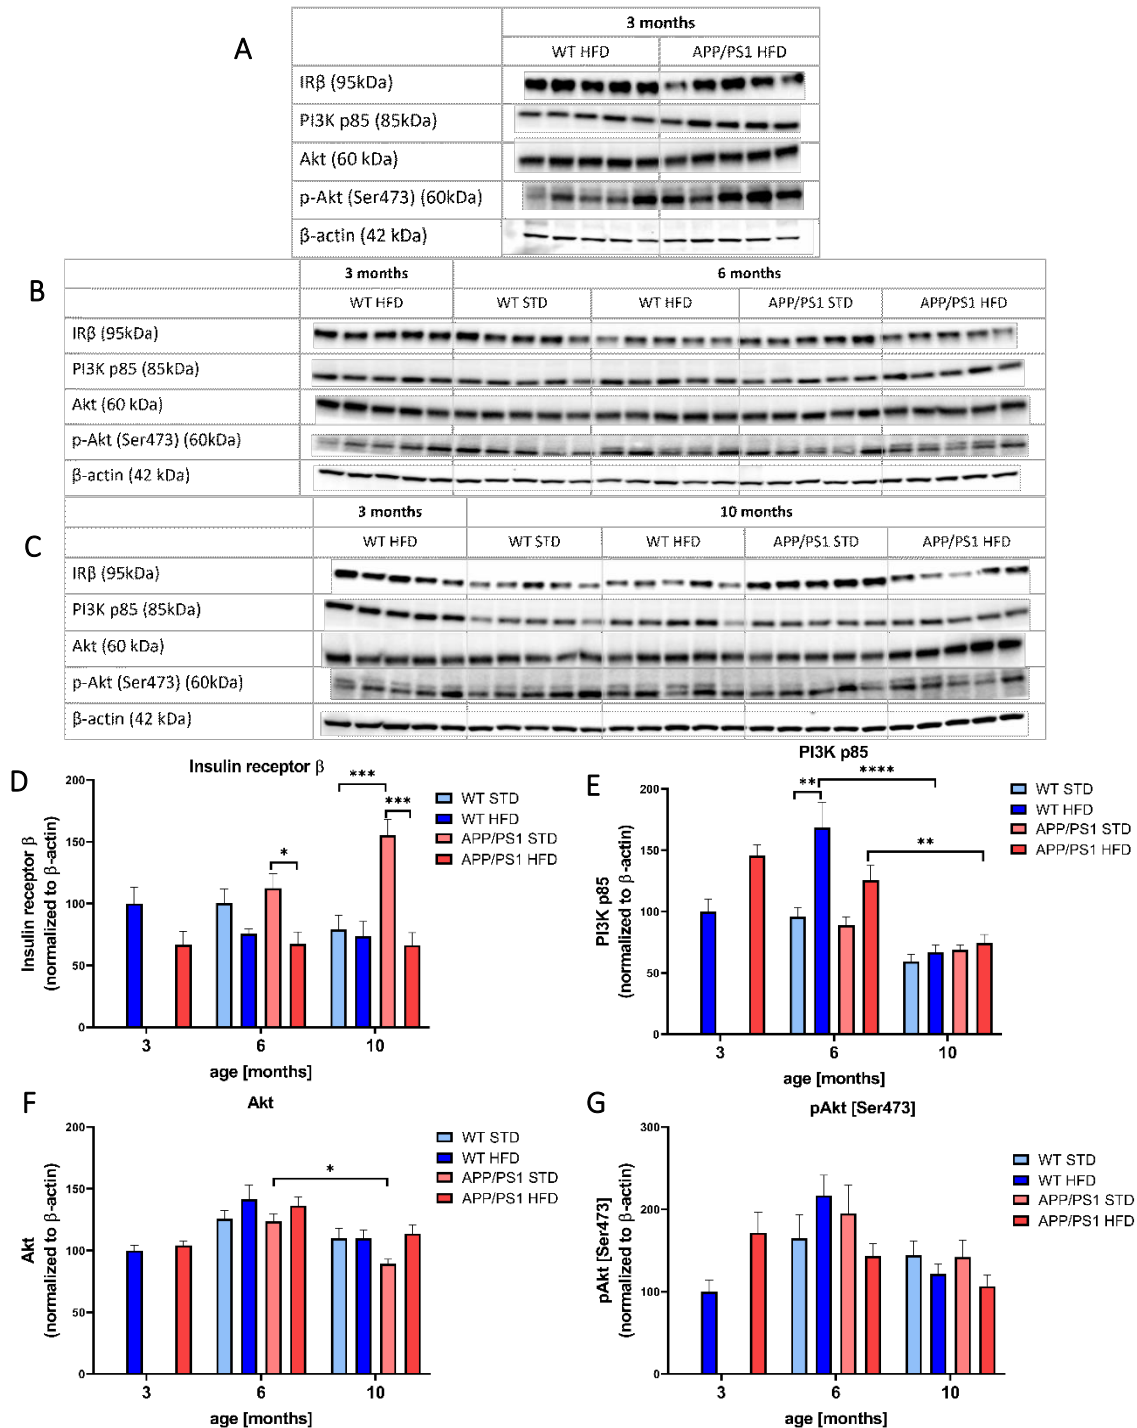 A
3 months
WT HFD APP/PS1 HFD
IRβ (95kDa)
PI3K p85 (85kDa)
Akt (60 kDa)
p-Akt (Ser473) (60kDa)
β-actin (42 kDa)
B
3 months 6 months
WT HFD WT STD WT HFD APP/PS1 STD APP/PS1 HFD
IRβ (95kDa)
PI3K p85 (85kDa)
Akt (60 kDa)
p-Akt (Ser473) (60kDa)
β-actin (42 kDa)
C
3 months 10 months
WT HFD WT STD WT HFD APP/PS1 STD APP/PS1 HFD
IRβ (95kDa)
PI3K p85 (85kDa)
Akt (60 kDa)
p-Akt (Ser473) (60kDa)
β-actin (42 kDa)
D
Insulin receptor β
Insulin receptor β
(normalized to β-actin)
200
150
100
50
0
*
***
***
3 6 10
age [months]
WT STD
WT HFD
APP/PS1 STD
APP/PS1 HFD
E
PI3K p85
PI3K p85
(normalized to β-actin)
200
150
100
50
0
**
****
**
3 6 10
age [months]
WT STD
WT HFD
APP/PS1 STD
APP/PS1 HFD
F
Akt
Akt
(normalized to β-actin)
200
150
100
50
0
*
3 6 10
age [months]
WT STD
WT HFD
APP/PS1 STD
APP/PS1 HFD
G
pAkt [Ser473]
pAkt [Ser473]
(normalized to β-actin)
300
200
100
0
3 6 10
age [months]
WT STD
WT HFD
APP/PS1 STD
APP/PS1 HFD